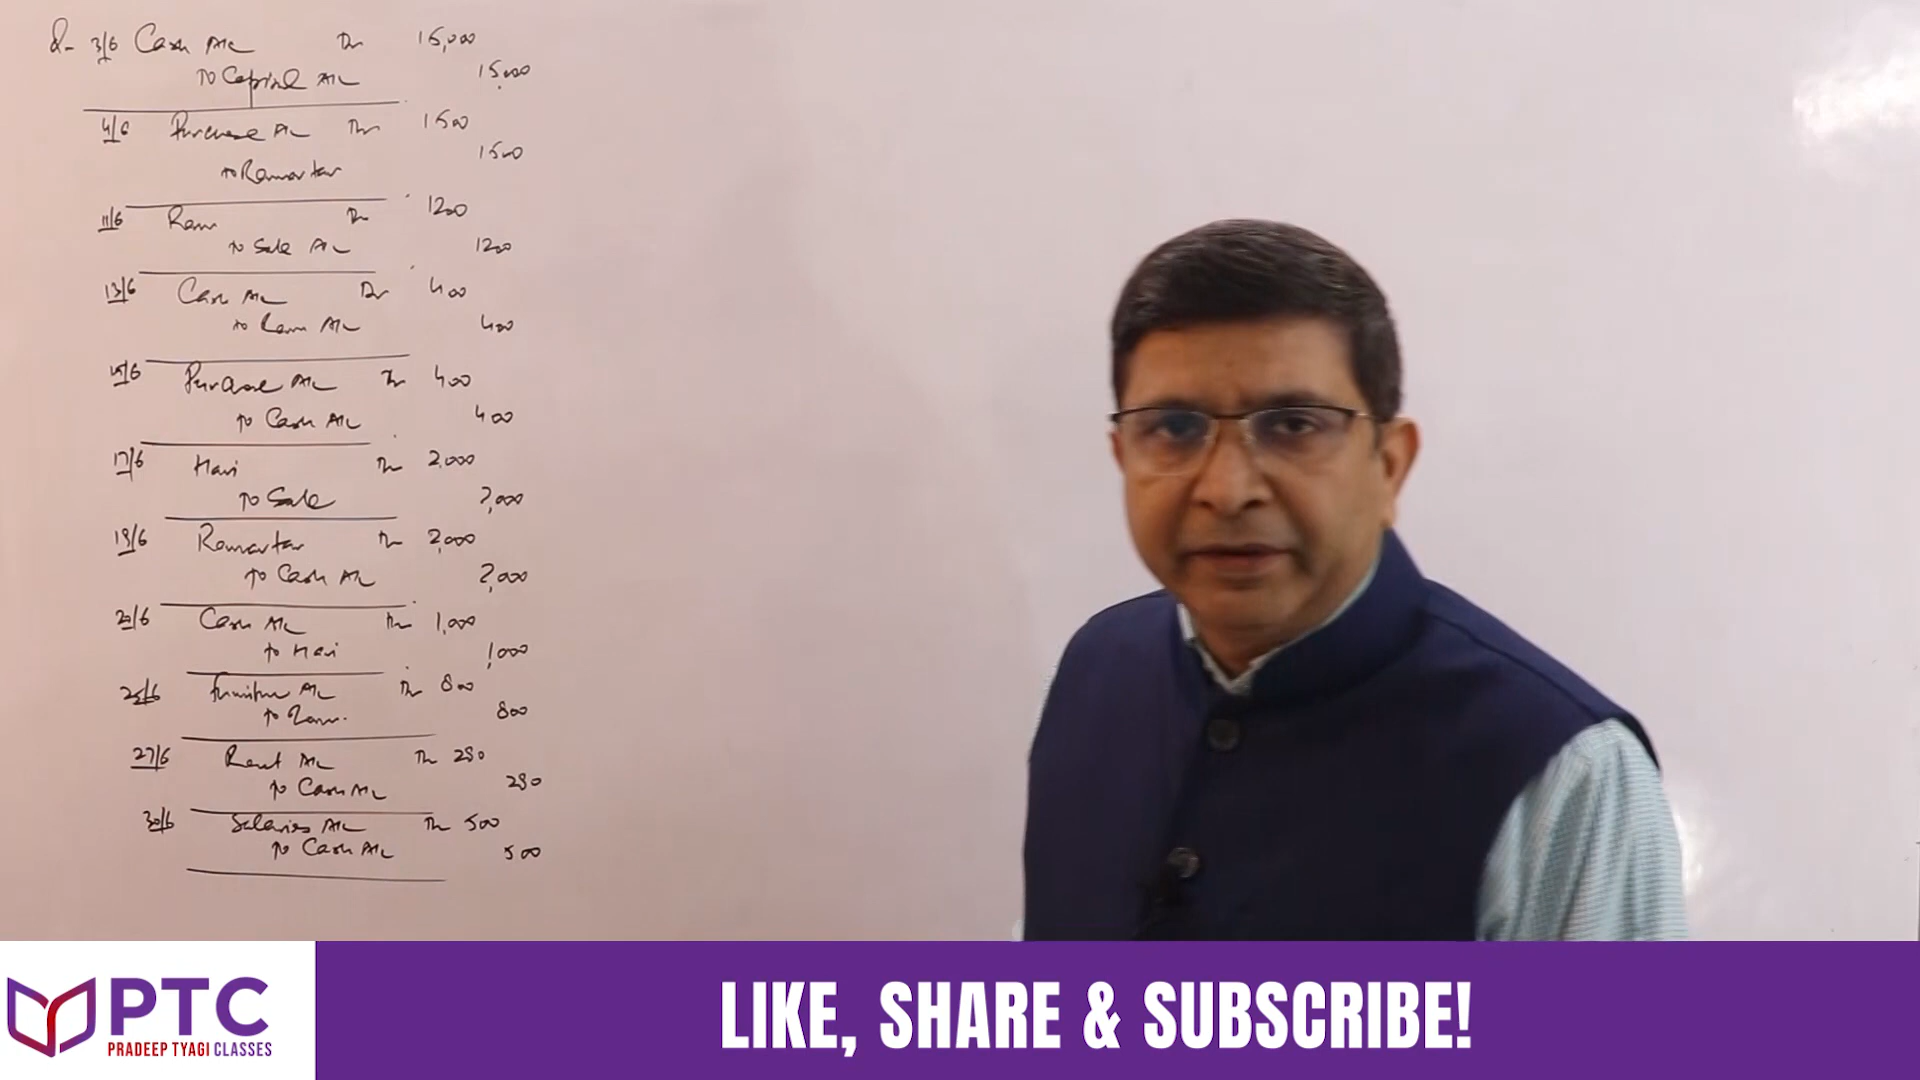 Q- 3/6 Cash A/c Dr 15,000
To Capital A/c 15,000
4/6 Purchase A/c Dr 1500
1500
To Ramavtar
11/6 Ram Dr 1200
To Sale A/c 1200
13/6 Cash A/c Dr 400
To Ram A/c 400
15/6 Purchase A/c Dr 400
To Cash A/c 400
17/6 Hari Dr 2,000
To Sale 2,000
18/6 Ramavtar Dr 2,000
To Cash A/c 2,000
20/6 Cash A/c Dr 1,000
To Hari 1,000
25/6 Furniture A/c Dr 800
To Ram. 800
27/6 Rent A/c Dr 280
To Cash A/c 280
30/6 Salaries A/c Dr 500
To Cash A/c 500
PTC
PRADEEP TYAGI CLASSES
LIKE, SHARE & SUBSCRIBE!